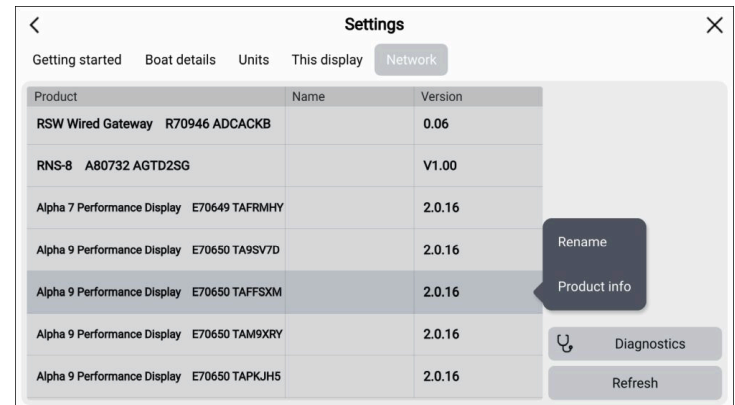 Settings
Getting started Boat details Units This display Network
Product Name Version
RSW Wired Gateway R70946 ADCACKB 0.06
RNS-8 A80732 AGTD2SG V1.00
Alpha 7 Performance Display E70649 TAFRMHY 2.0.16
Alpha 9 Performance Display E70650 TA9SV7D 2.0.16
Rename
Alpha 9 Performance Display E70650 TAFFSXM 2.0.16
Product info
Alpha 9 Performance Display E70650 TAM9XRY 2.0.16
Diagnostics
Alpha 9 Performance Display E70650 TAPKJH5 2.0.16
Refresh